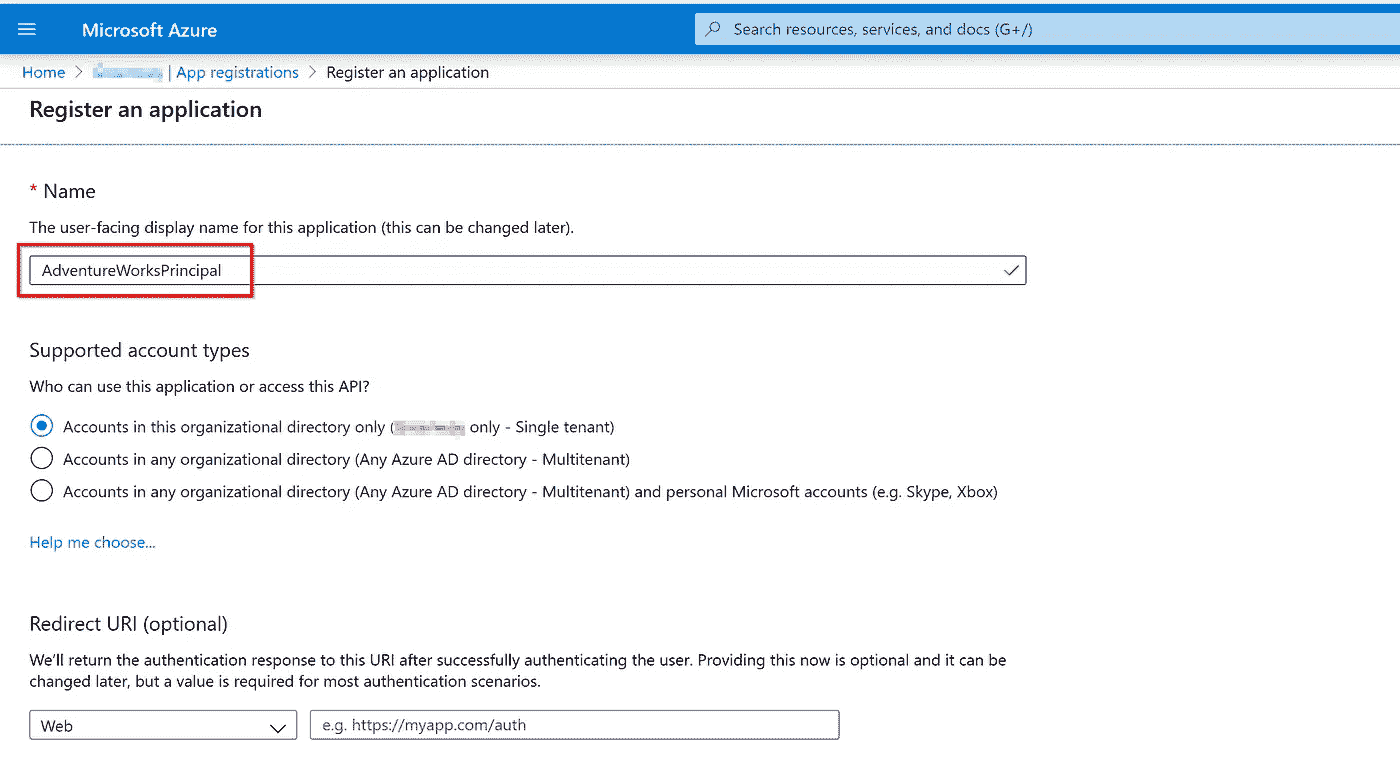 Microsoft Azure
Search resources, services, and docs (G+/)
Home > | App registrations > Register an application
Register an application
* Name
The user-facing display name for this application (this can be changed later).
AdventureWorksPrincipal
Supported account types
Who can use this application or access this API?
Accounts in this organizational directory only ( only - Single tenant)
Accounts in any organizational directory (Any Azure AD directory - Multitenant)
Accounts in any organizational directory (Any Azure AD directory - Multitenant) and personal Microsoft accounts (e.g. Skype, Xbox)
Help me choose...
Redirect URI (optional)
We'll return the authentication response to this URI after successfully authenticating the user. Providing this now is optional and it can be
changed later, but a value is required for most authentication scenarios.
Web
e.g. https://myapp.com/auth